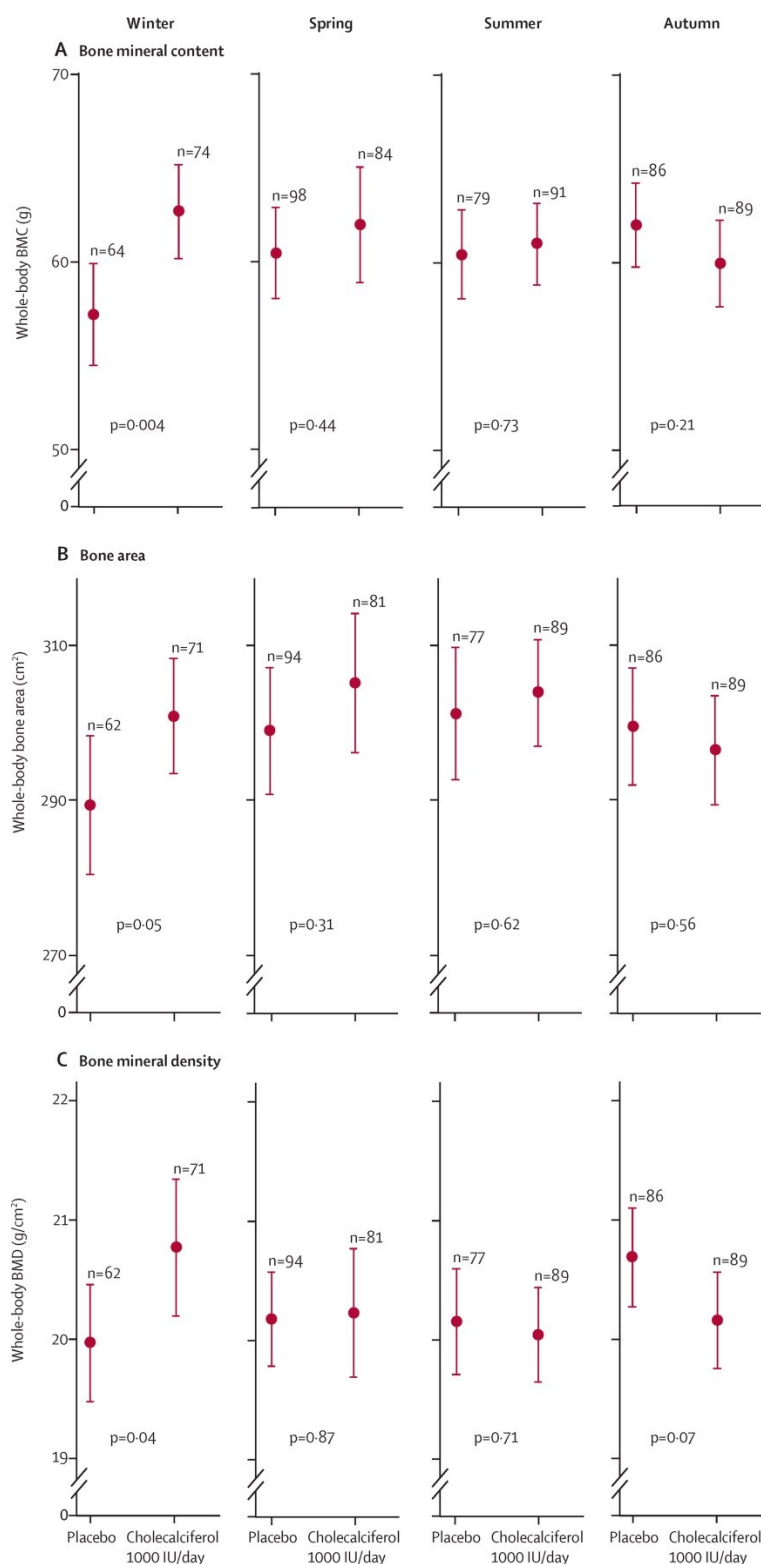 Winter Spring Summer Autumn
A Bone mineral content
70
60
50
0
Whole-body BMC (g)
n=64
n=74
p=0·004
n=98
n=84
p=0·44
n=79
n=91
p=0·73
n=86
n=89
p=0·21
B Bone area
310
290
270
0
Whole-body bone area (cm²)
n=62
n=71
p=0·05
n=94
n=81
p=0·31
n=77
n=89
p=0·62
n=86
n=89
p=0·56
C Bone mineral density
22
21
20
19
0
Whole-body BMD (g/cm²)
n=62
n=71
p=0·04
n=94
n=81
p=0·87
n=77
n=89
p=0·71
n=86
n=89
p=0·07
Placebo Cholecalciferol Placebo Cholecalciferol Placebo Cholecalciferol Placebo Cholecalciferol
1000 IU/day 1000 IU/day 1000 IU/day 1000 IU/day